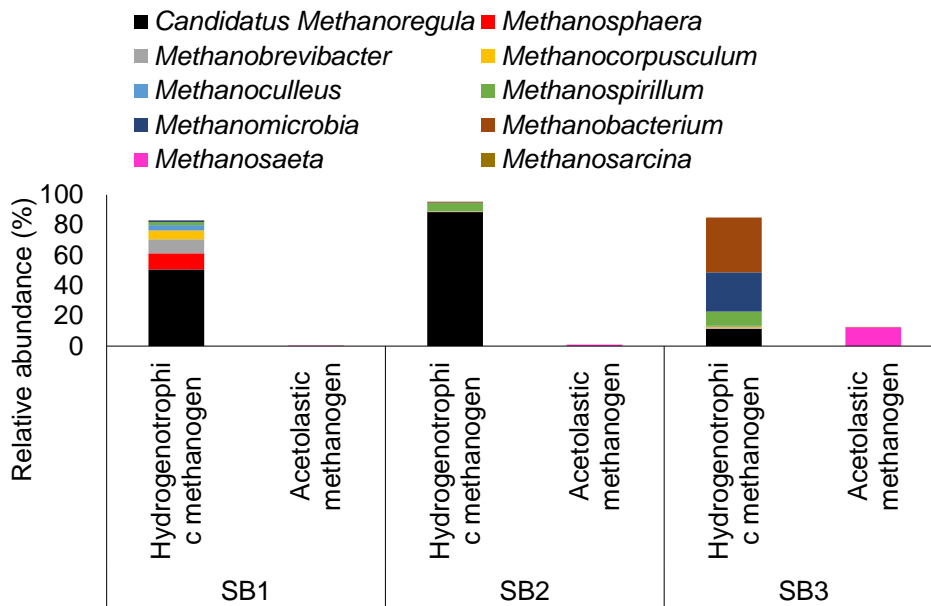 Candidatus Methanoregula
Methanosphaera
Methanobrevibacter
Methanocorpusculum
Methanoculleus
Methanospirillum
Methanomicrobia
Methanobacterium
Methanosaeta
Methanosarcina
Relative abundance (%)
100
80
60
40
20
0
Hydrogenotrophi
c methanogen
Acetolastic
methanogen
Hydrogenotrophi
c methanogen
Acetolastic
methanogen
Hydrogenotrophi
c methanogen
Acetolastic
methanogen
SB1
SB2
SB3